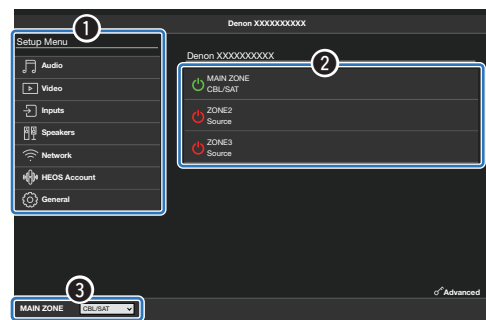 Denon XXXXXXXXXX
1
Setup Menu
Audio
Video
Inputs
Speakers
Network
HEOS Account
General
Denon XXXXXXXXXX
2
MAIN ZONE
CBL/SAT
ZONE2
Source
ZONE3
Source
Advanced
3
MAIN ZONE CBL/SAT